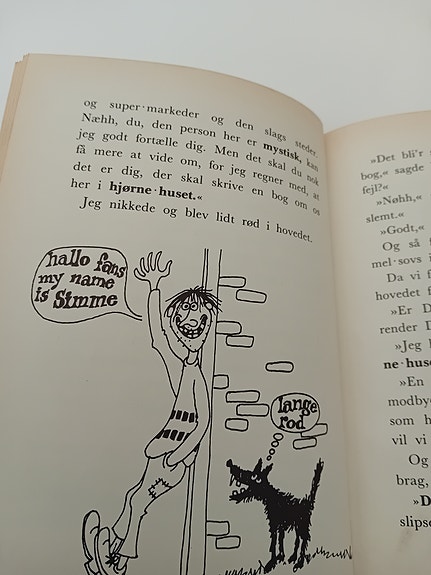 og super·markeder og den slags steder.
Næhh, du, den person her er mystisk, kan
jeg godt fortælle dig. Men det skal du nok
få mere at vide om, for jeg regner med, at
det er dig, der skal skrive en bog om os
her i hjørne·huset.«
Jeg nikkede og blev lidt rød i hovedet.
hallo fans
my name
is Simme
lange
rod
»Det bli'r
bog,« sagde
fejl?«
»Nøhh,«
slemt.«
»Godt,«
Og så
mel·sovs i
Da vi
hovedet
»Er D
render D
»Jeg
ne·huse
»En
modby
som h
vil vi
Og
brag,
»D
slipse